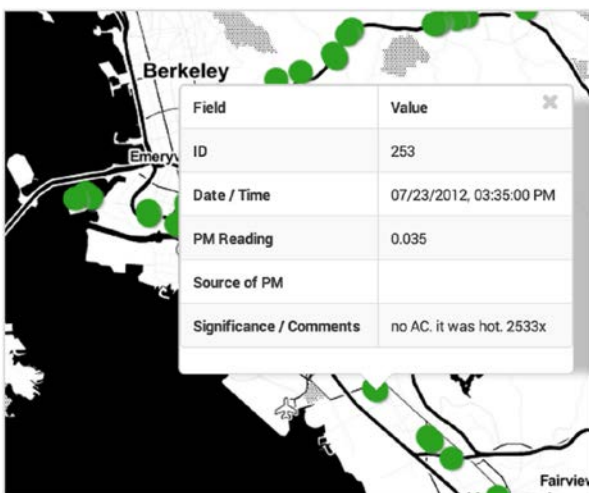 Berkeley
Field Value
Emeryv
ID 253
Date / Time 07/23/2012, 03:35:00 PM
PM Reading 0.035
Source of PM
Significance / Comments no AC. it was hot. 2533x
Fairview